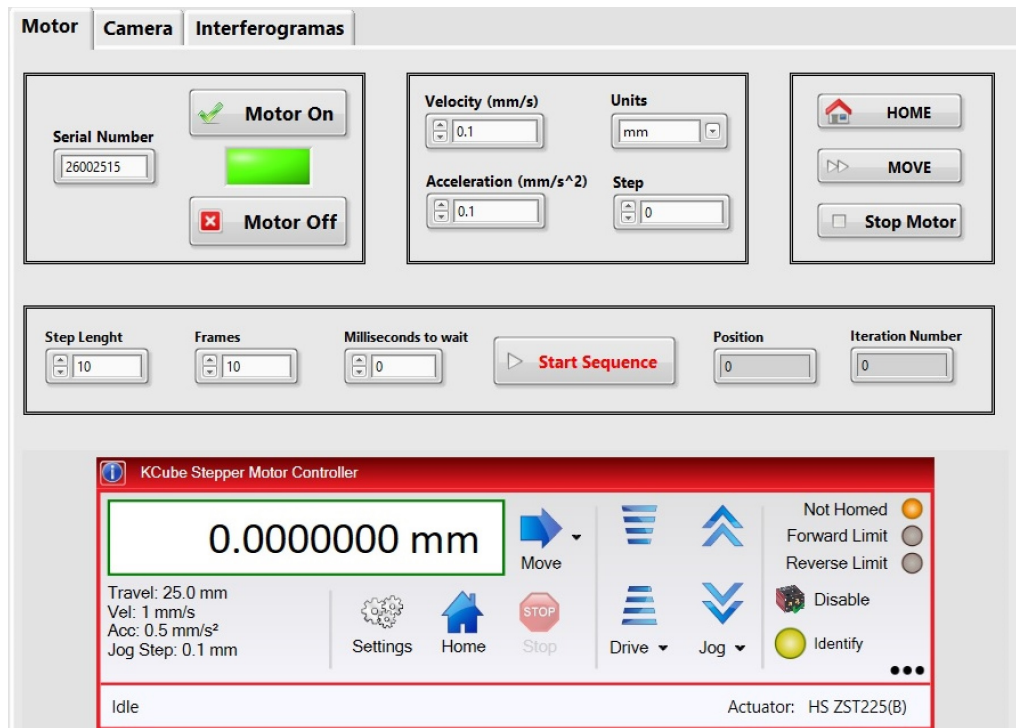 Motor Camera Interferogramas
Serial Number
26002515
Motor On
Motor Off
Velocity (mm/s)
0.1
Units
mm
Acceleration (mm/s^2)
0.1
Step
0
HOME
MOVE
Stop Motor
Step Lenght
10
Frames
10
Milliseconds to wait
0
Start Sequence
Position
0
Iteration Number
0
KCube Stepper Motor Controller
0.0000000 mm
Travel: 25.0 mm
Vel: 1 mm/s
Acc: 0.5 mm/s²
Jog Step: 0.1 mm
Settings
Home
Move
STOP
Stop
Drive
Jog
Not Homed
Forward Limit
Reverse Limit
Disable
Identify
Idle
Actuator: HS ZST225(B)